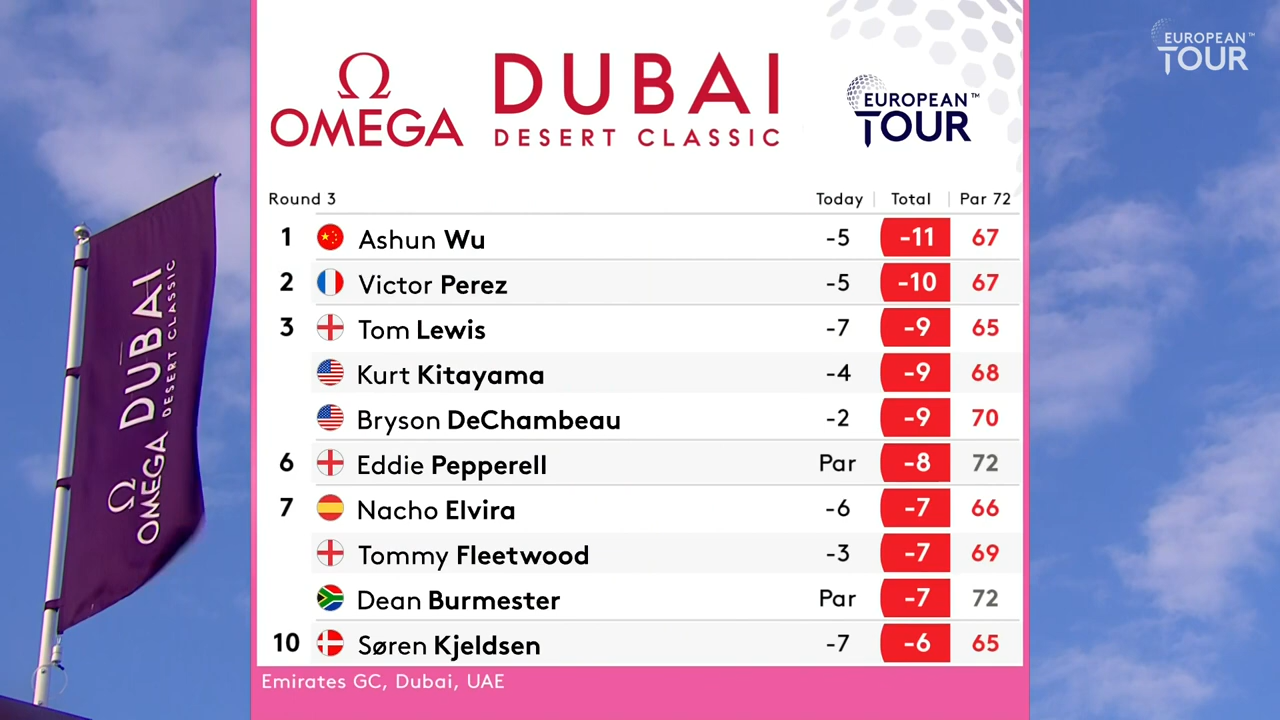 Ω
OMEGA
DUBAI
DESERT CLASSIC
EUROPEAN™
TOUR
EUROPEAN™
TOUR
Round 3 Today Total Par 72
1 Ashun Wu -5 -11 67
2 Victor Perez -5 -10 67
3 Tom Lewis -7 -9 65
Kurt Kitayama -4 -9 68
Bryson DeChambeau -2 -9 70
6 Eddie Pepperell Par -8 72
7 Nacho Elvira -6 -7 66
Tommy Fleetwood -3 -7 69
Dean Burmester Par -7 72
10 Søren Kjeldsen -7 -6 65
Emirates GC, Dubai, UAE
Ω
OMEGA
DUBAI
DESERT CLASSIC